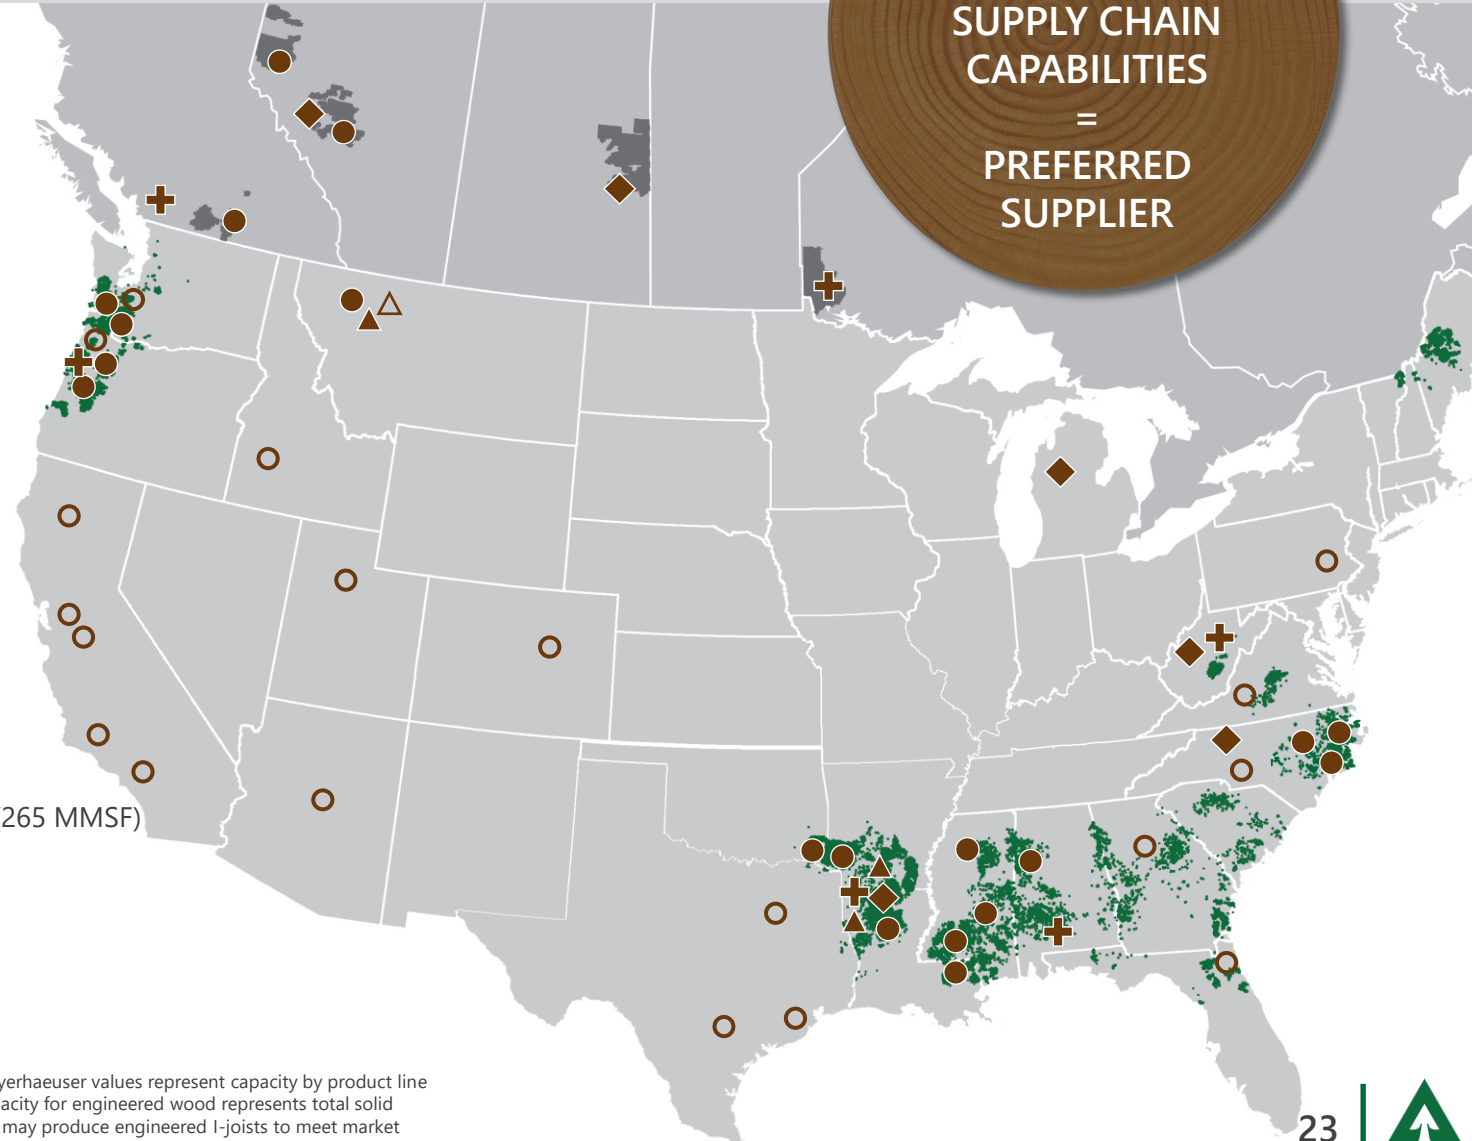 SUPPLY CHAIN
CAPABILITIES
=
PREFERRED
SUPPLIER
265 MMSF)
yerhaeuser values represent capacity by product line
acity for engineered wood represents total solid
may produce engineered I-joists to meet market
23